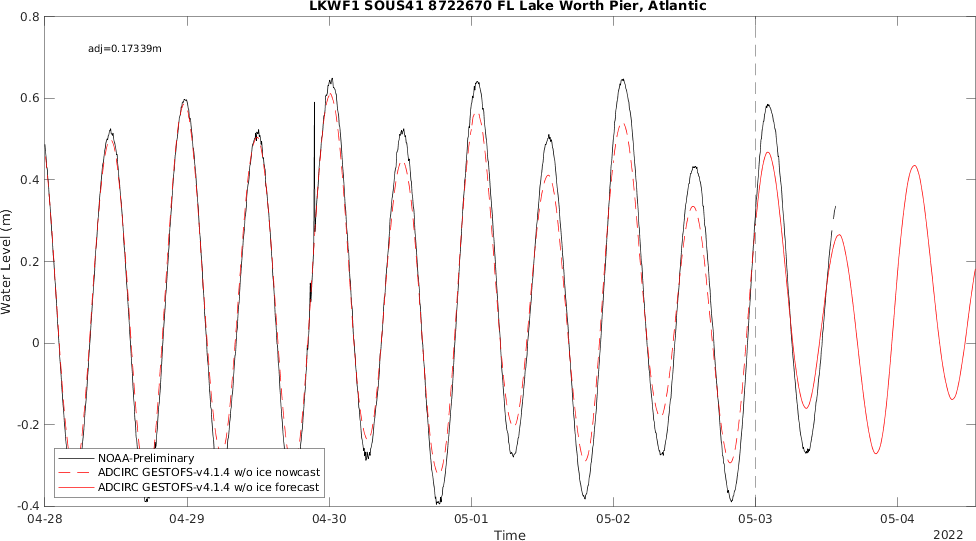 LKWF1 SOUS41 8722670 FL Lake Worth Pier, Atlantic
0.8
adj=0.17339m
0.6
0.4
0.2
0
-0.2
-0.4
Water Level (m)
NOAA-Preliminary
ADCIRC GESTOFS-v4.1.4 w/o ice nowcast
ADCIRC GESTOFS-v4.1.4 w/o ice forecast
04-28 04-29 04-30 05-01 05-02 05-03 05-04
Time
2022